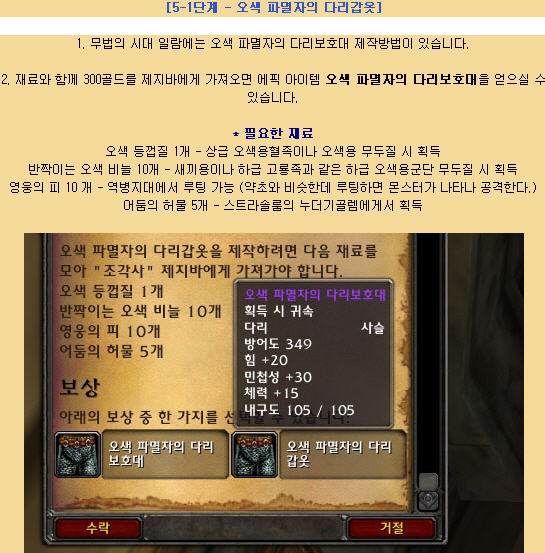 [5-1단계 - 오색 파멸자의 다리갑옷]
1. 무법의 시대 일람에는 오색 파멸자의 다리보호대 제작방법이 있습니다.
2. 재료와 함께 300골드를 제지바에게 가져오면 에픽 아이템 오색 파멸자의 다리보호대을 얻으실 수
있습니다.
* 필요한 재료
오색 등껍질 1개 - 상급 오색용혈족이나 오색용 무두질 시 획득
반짝이는 오색 비늘 10개 - 새끼용이나 하급 고룡족과 같은 하급 오색용군단 무두질 시 획득
영웅의 피 10 개 - 역병지대에서 루팅 가능 (약초와 비슷한데 루팅하면 몬스터가 나타나 공격한다.)
어둠의 허물 5개 - 스트라솔룸의 누더기골렘에게서 획득
오색 파멸자의 다리갑옷을 제작하려면 다음 재료를
모아 "조각사" 제지바에게 가져가야 합니다.
오색 등껍질 1개
반짝이는 오색 비늘 10개
영웅의 피 10개
어둠의 허물 5개
오색 파멸자의 다리보호대
획득 시 귀속
다리 사슬
방어도 349
힘 +20
민첩성 +30
체력 +15
내구도 105 / 105
보상
아래의 보상 중 한 가지를 선택할 수 있습니다.
오색 파멸자의 다리
보호대
오색 파멸자의 다리
갑옷
수락
거절